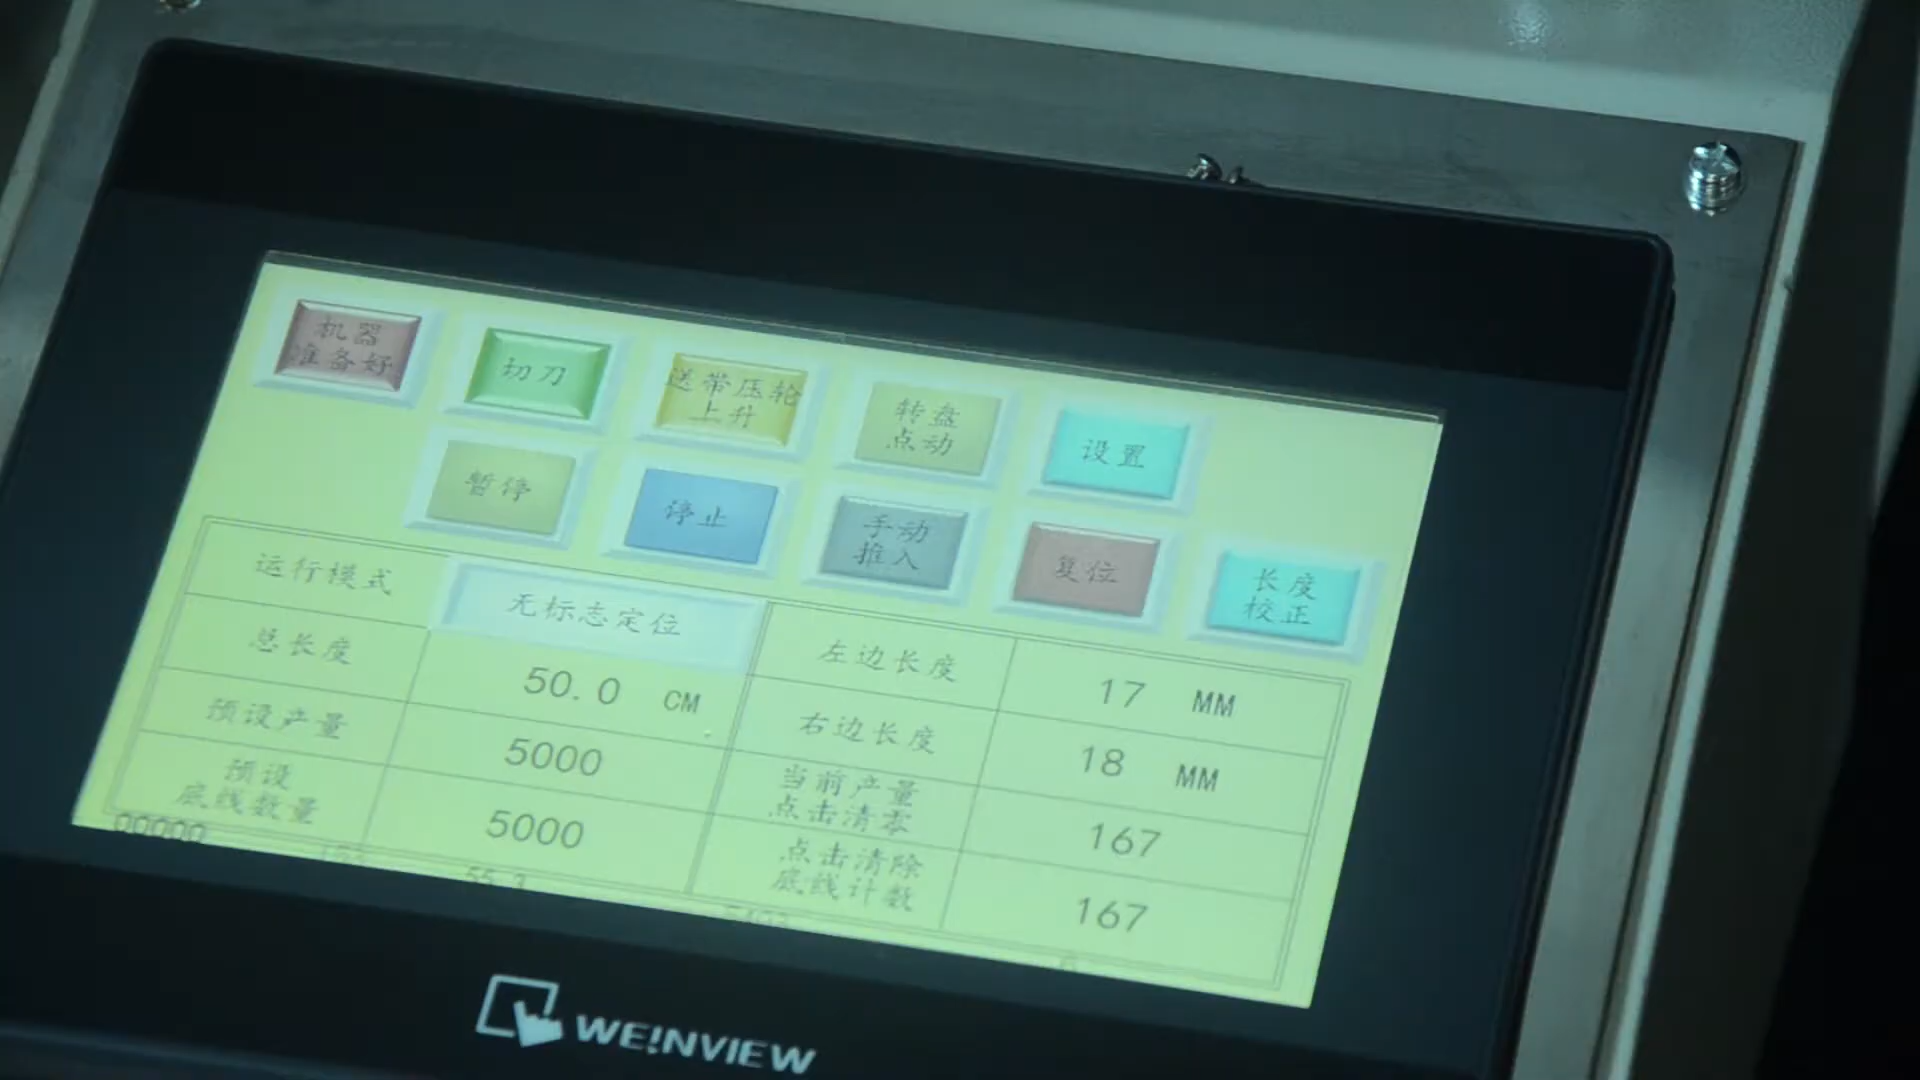 机器
准备好
切刀
送带压轮
上升
转盘
点动
设置
暂停
停止
手动
推入
复位
长度
校正
运行模式
无标志定位
总长度
50.0 CM
左边长度
17 MM
预设产量
5000
右边长度
18 MM
预设
底线数量
5000
当前产量
点击清零
167
点击清除
底线计数
167
00000
WEINVIEW